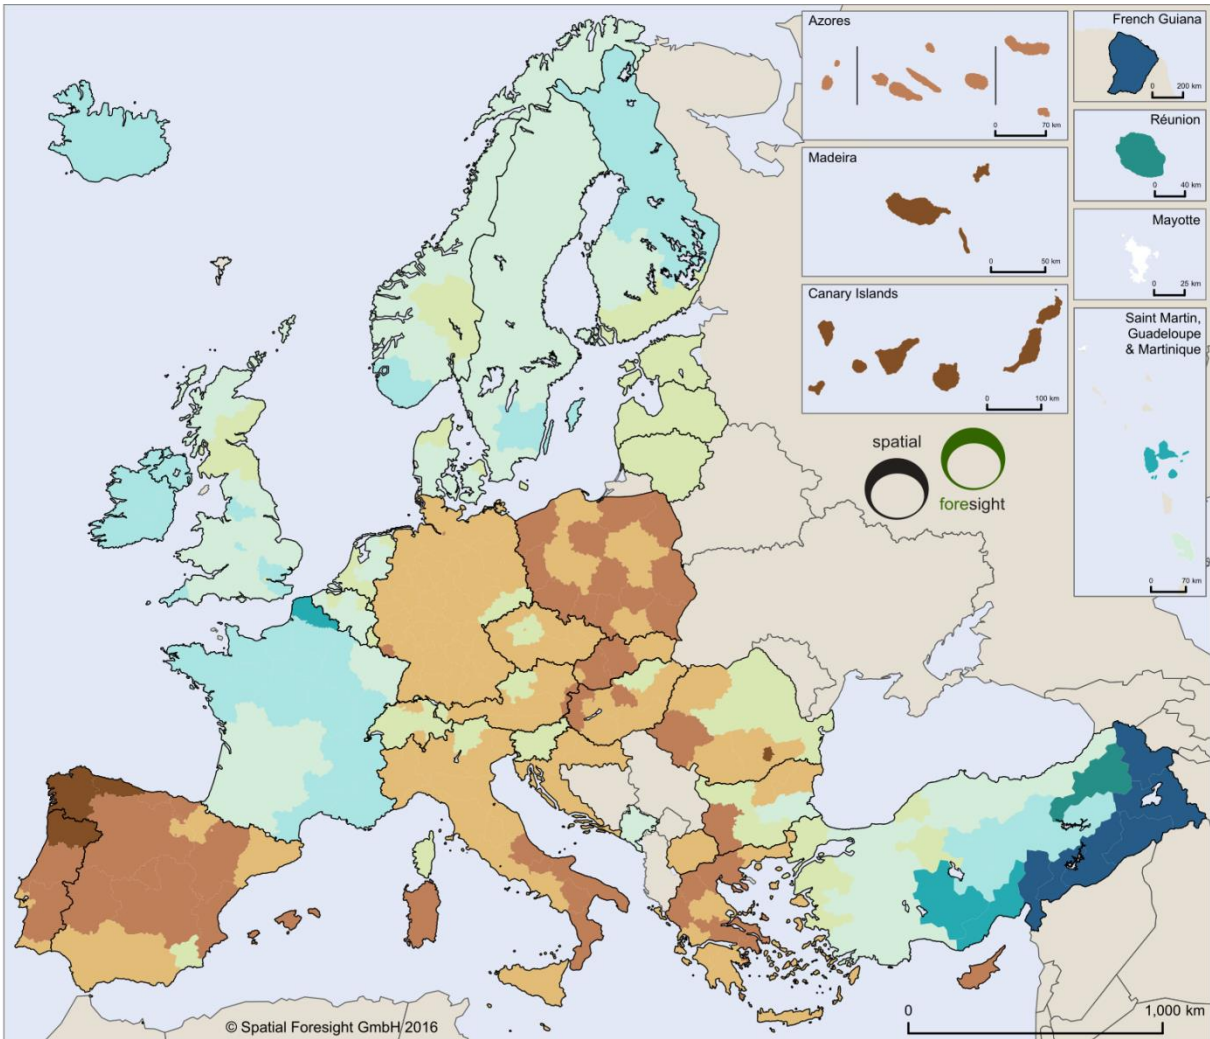 Azores
0 70 km
French Guiana
0 200 km
Réunion
0 40 km
Madeira
0 50 km
Mayotte
0 25 km
Canary Islands
0 100 km
Saint Martin,
Guadeloupe
& Martinique
0 70 km
spatial
foresight
0 1,000 km
© Spatial Foresight GmbH 2016